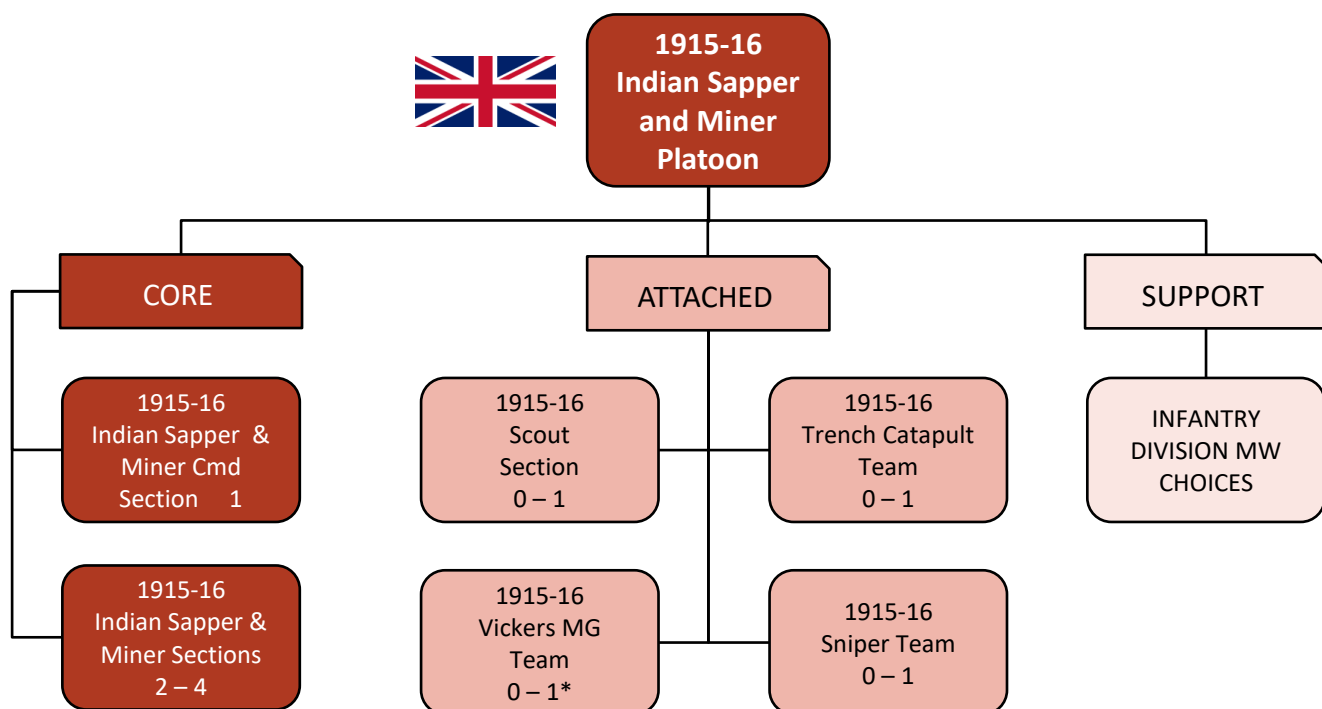 1915-16
Indian Sapper
and Miner
Platoon
CORE
ATTACHED
SUPPORT
1915-16
Indian Sapper &
Miner Cmd
Section 1
1915-16
Scout
Section
0 – 1
1915-16
Trench Catapult
Team
0 – 1
INFANTRY
DIVISION MW
CHOICES
1915-16
Indian Sapper &
Miner Sections
2 – 4
1915-16
Vickers MG
Team
0 – 1*
1915-16
Sniper Team
0 – 1